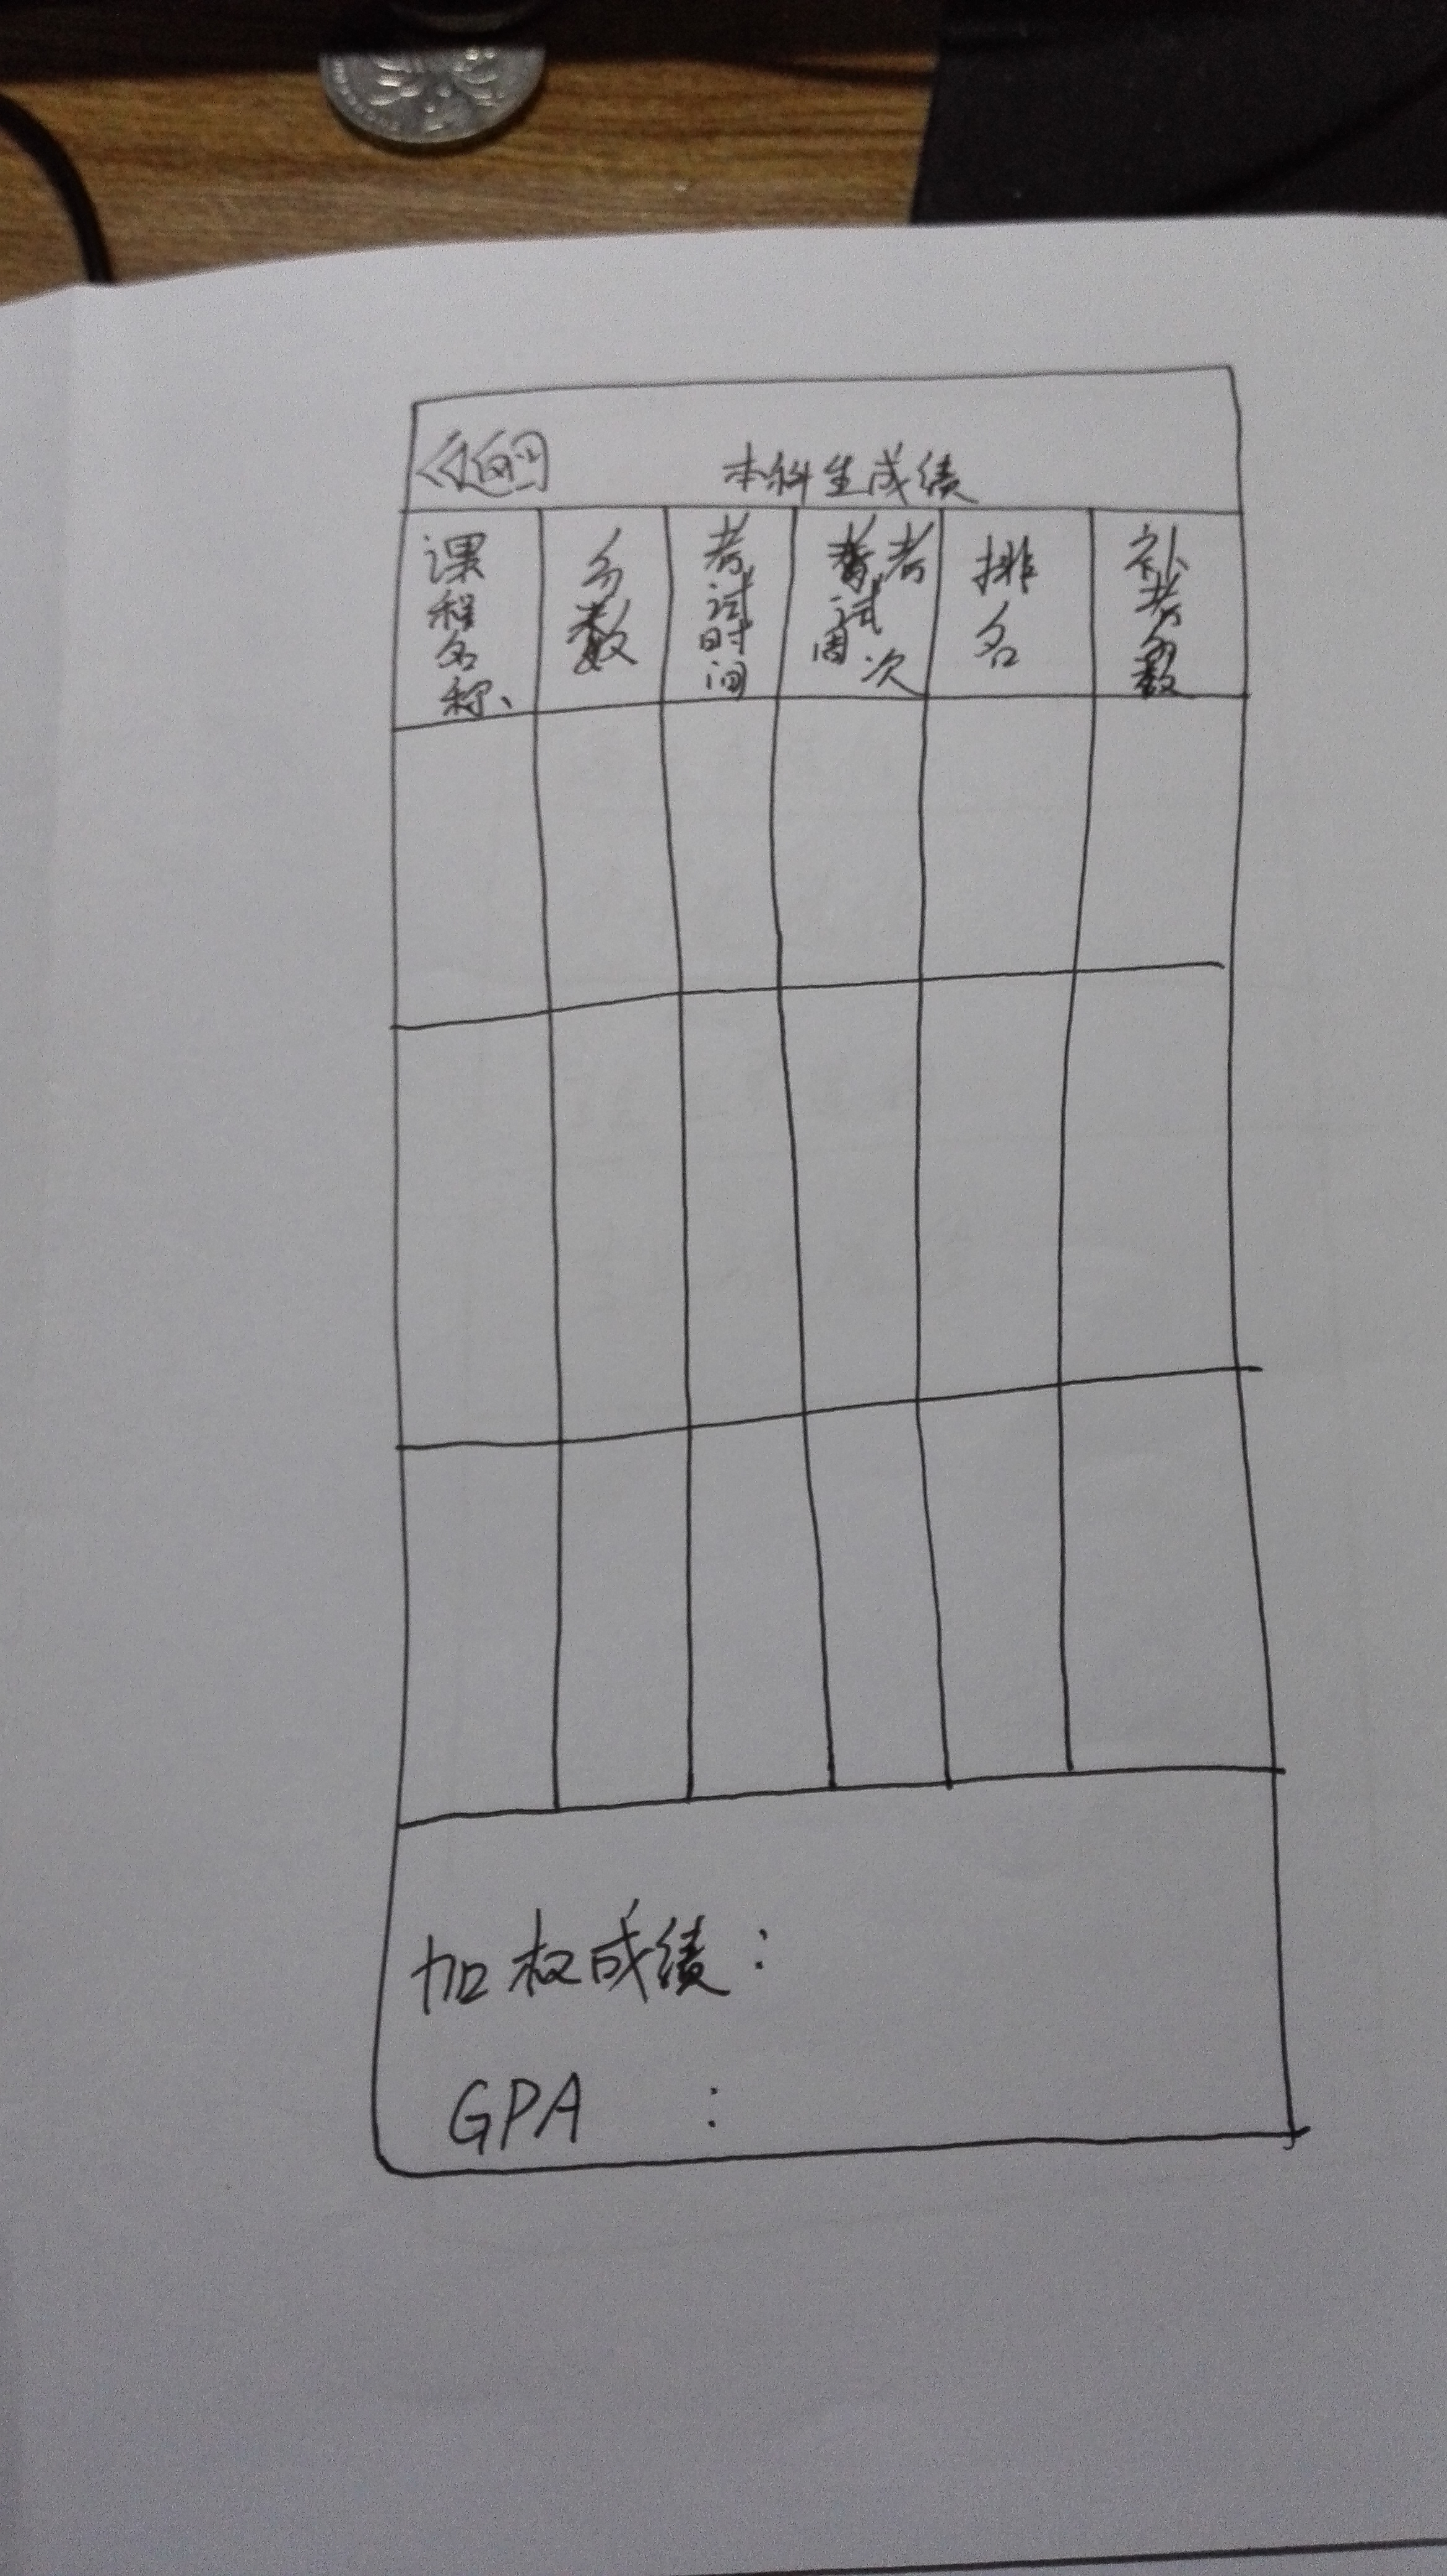 返回
本科生成绩
课程名称、
分数
考试时间
考试周次
排名
补考分数
加权成绩：
GPA ：